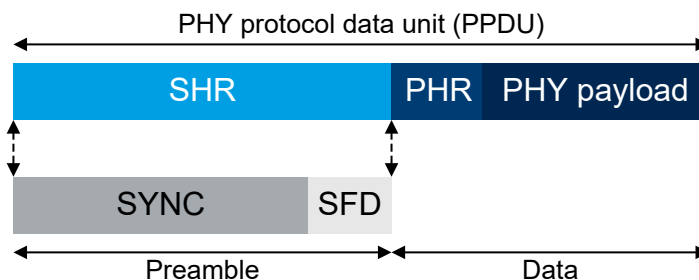 PHY protocol data unit (PPDU)
SHR PHR PHY payload
SYNC SFD
Preamble Data